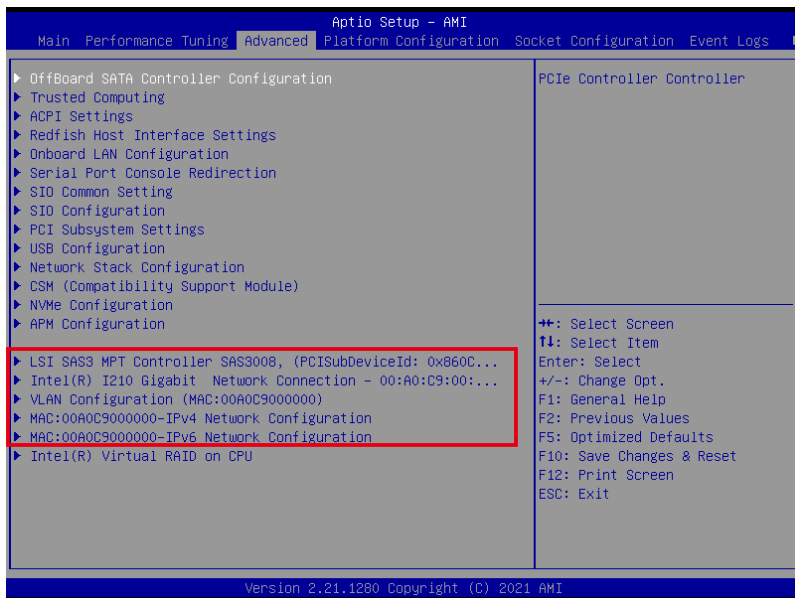 Aptio Setup – AMI
Main Performance Tuning Advanced Platform Configuration Socket Configuration Event Logs
OffBoard SATA Controller Configuration
Trusted Computing
ACPI Settings
Redfish Host Interface Settings
Onboard LAN Configuration
Serial Port Console Redirection
SIO Common Setting
SIO Configuration
PCI Subsystem Settings
USB Configuration
Network Stack Configuration
CSM (Compatibility Support Module)
NVMe Configuration
APM Configuration
LSI SAS3 MPT Controller SAS3008, (PCISubDeviceId: 0x860C...
Intel(R) I210 Gigabit  Network Connection – 00:A0:C9:00:...
VLAN Configuration (MAC:00A0C9000000)
MAC:00A0C9000000-IPv4 Network Configuration
MAC:00A0C9000000-IPv6 Network Configuration
Intel(R) Virtual RAID on CPU
PCIe Controller Controller
→←: Select Screen
↑↓: Select Item
Enter: Select
+/-: Change Opt.
F1: General Help
F2: Previous Values
F5: Optimized Defaults
F10: Save Changes & Reset
F12: Print Screen
ESC: Exit
Version 2.21.1280 Copyright (C) 2021 AMI